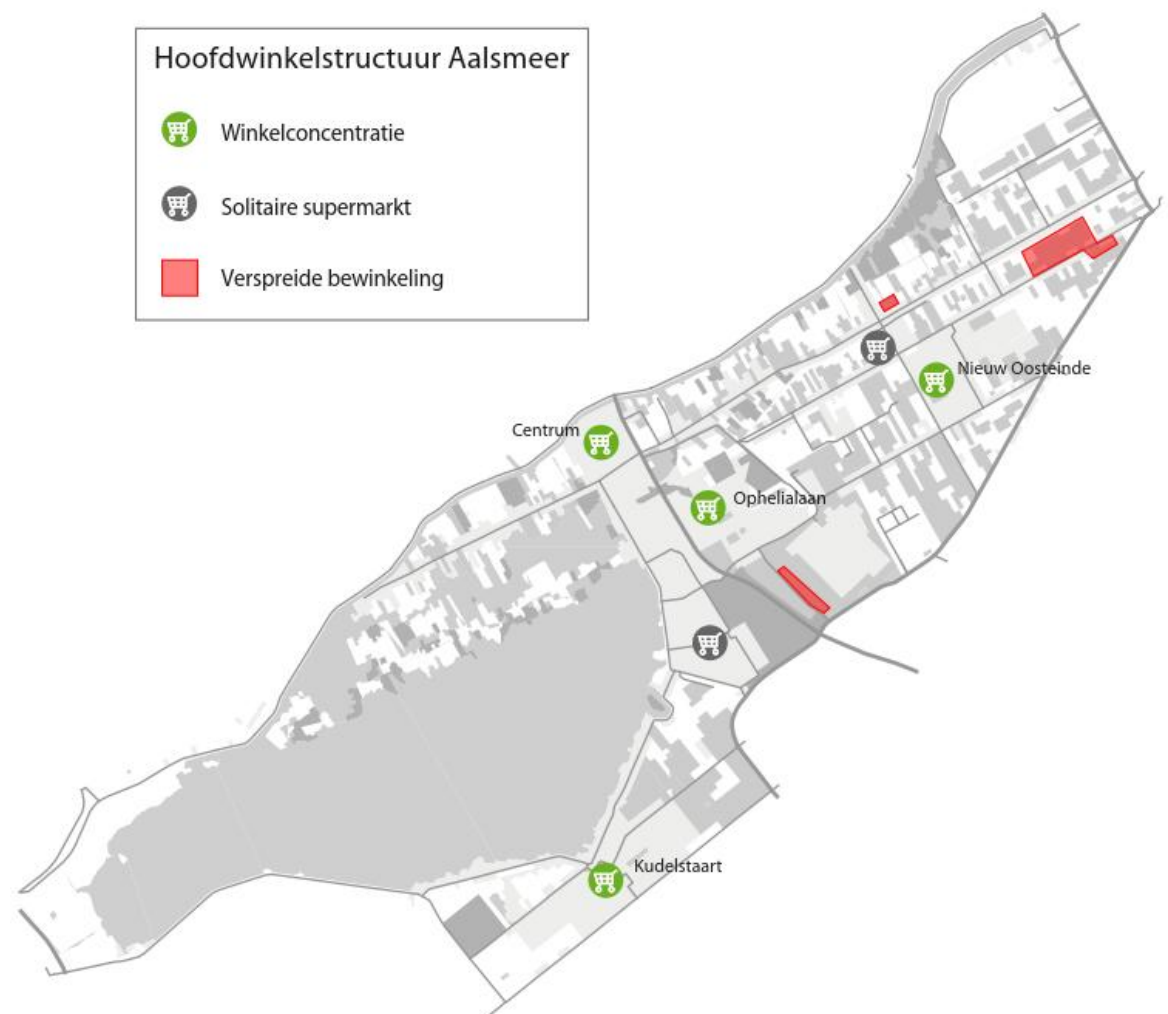 Hoofdwinkelstructuur Aalsmeer
Winkelconcentratie
Solitaire supermarkt
Verspreide bewinkeling
Nieuw Oosteinde
Centrum
Ophelialaan
Kudelstaart